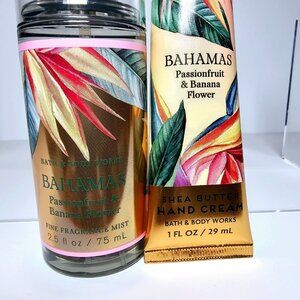 BATH & BODY WORKS
BAHAMAS
Passionfruit &
Banana Flower
FINE FRAGRANCE MIST
2.5 fl oz / 75 mL
BAHAMAS
Passionfruit
& Banana
Flower
SHEA BUTTER
HAND CREAM
BATH & BODY WORKS
1 FL OZ / 29 mL